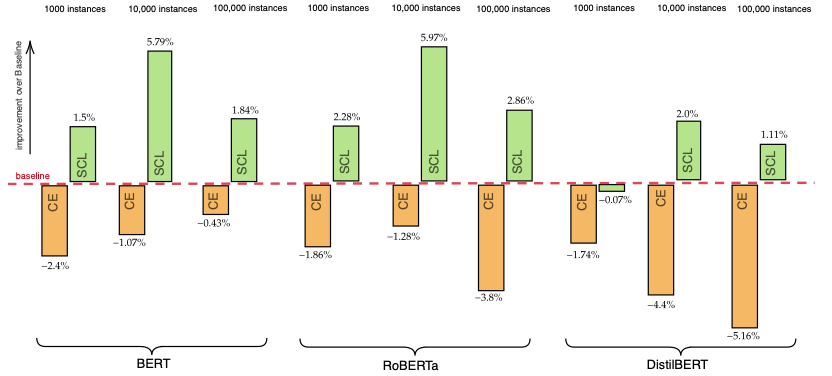 1000 instances
10,000 instances
100,000 instances
1000 instances
10,000 instances
100,000 instances
1000 instances
10,000 instances
100,000 instances
improvement over Baseline
baseline
1.5%
5.79%
1.84%
2.28%
5.97%
2.86%
2.0%
1.11%
SCL
SCL
SCL
SCL
SCL
SCL
SCL
SCL
CE
CE
CE
CE
CE
CE
CE
CE
CE
−2.4%
−1.07%
−0.43%
−1.86%
−1.28%
−3.8%
−1.74%
−0.07%
−4.4%
−5.16%
BERT
RoBERTa
DistilBERT